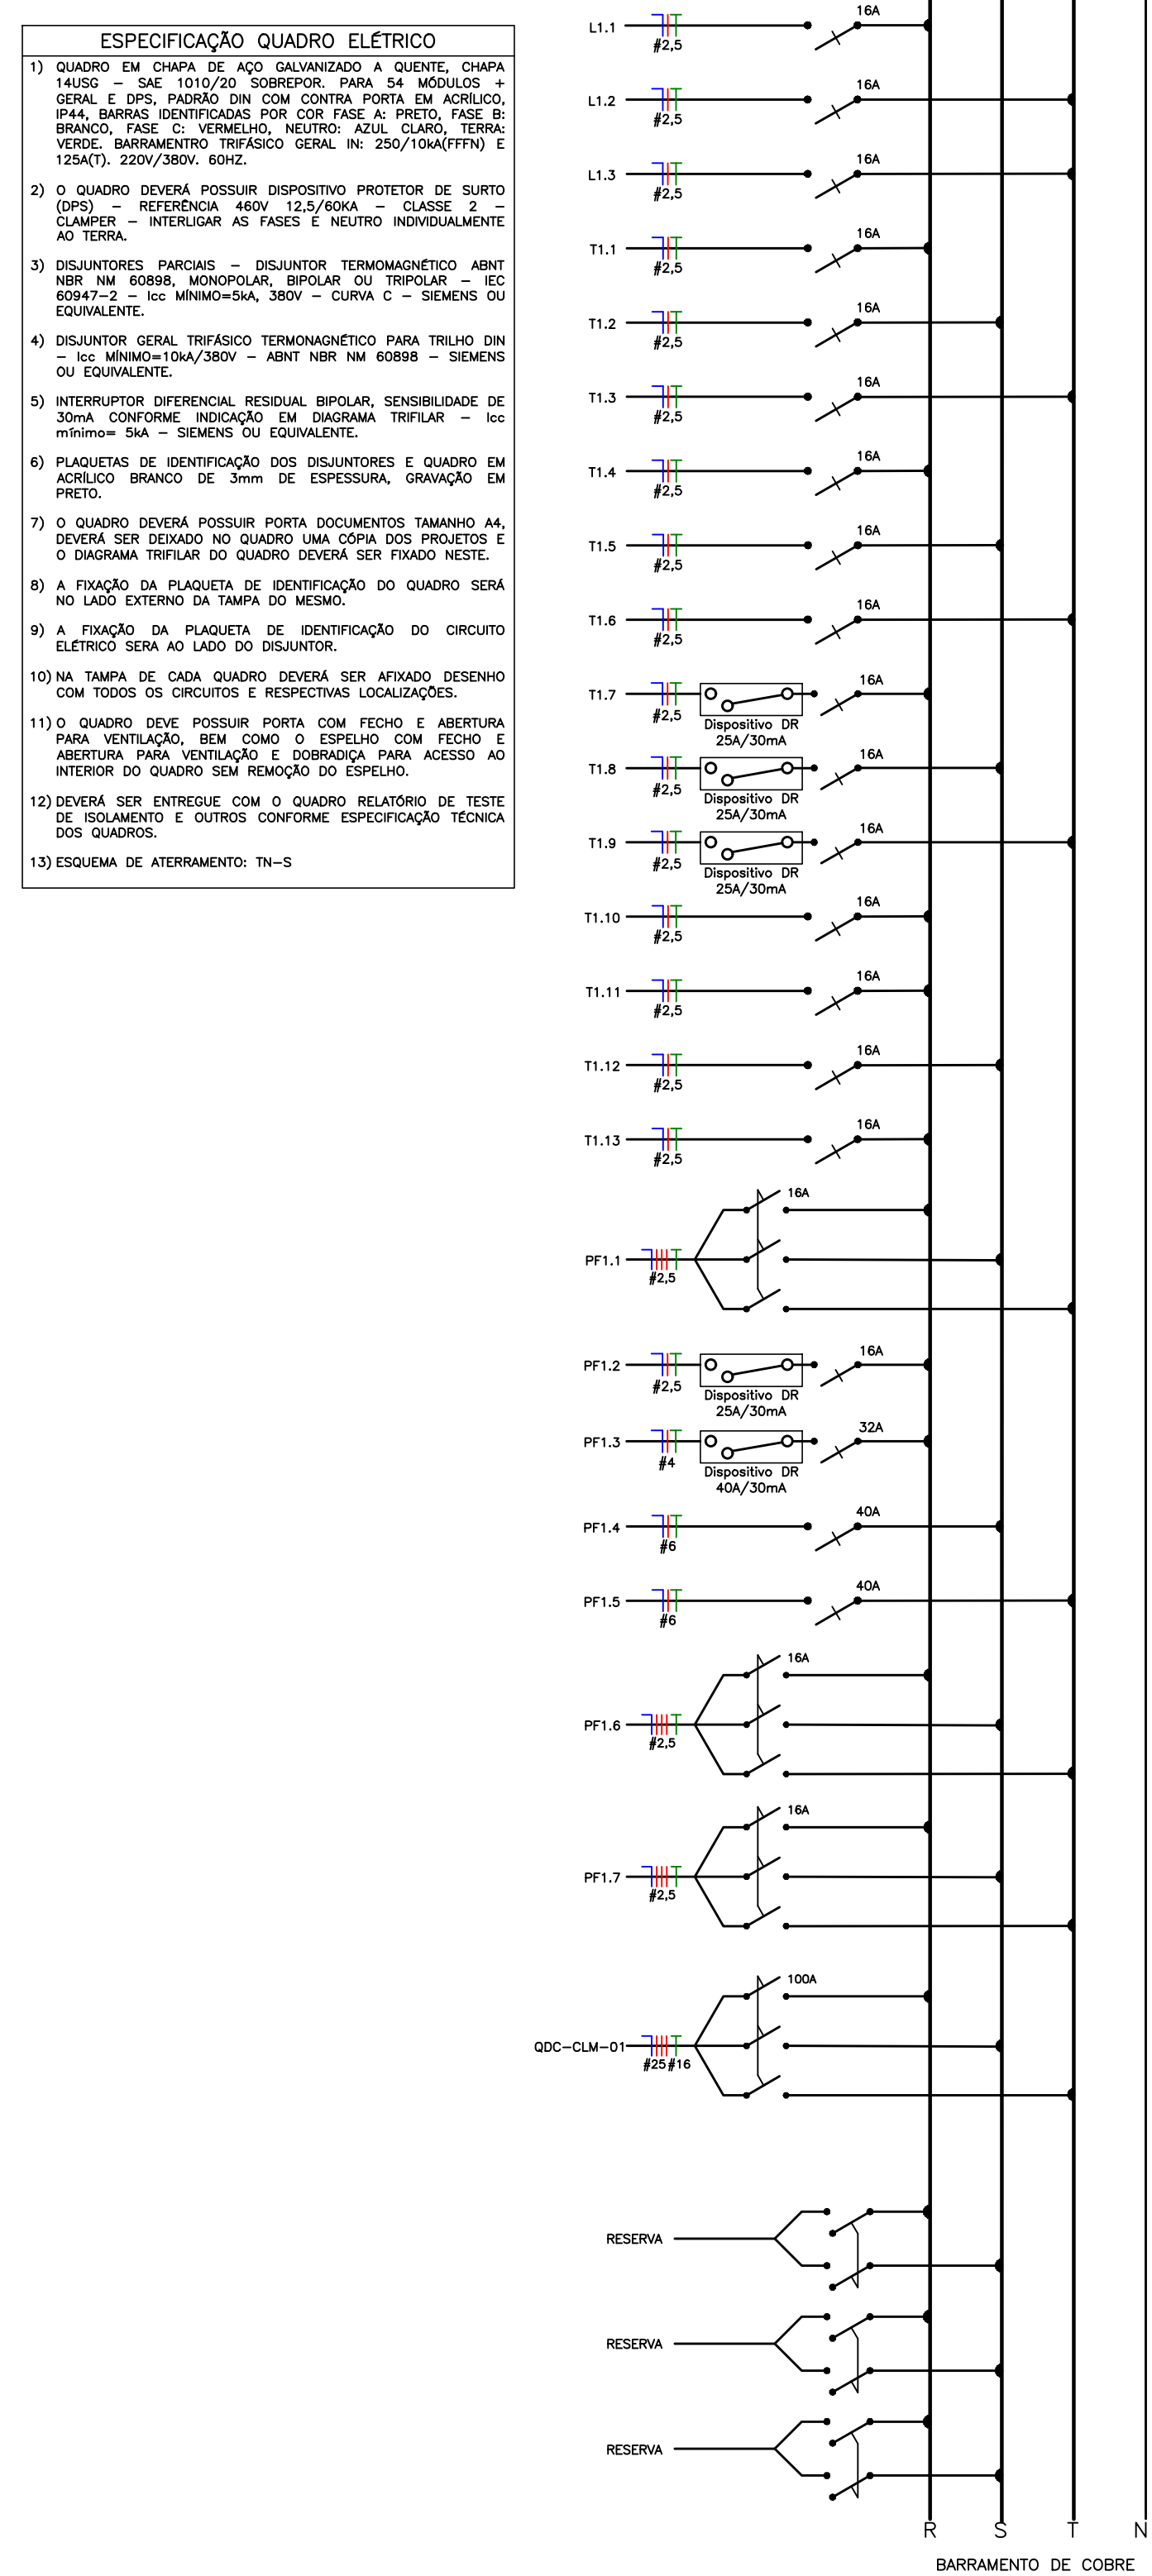 ESPECIFICAÇÃO QUADRO ELÉTRICO
1) QUADRO EM CHAPA DE AÇO GALVANIZADO A QUENTE, CHAPA
14USG – SAE 1010/20 SOBREPOR. PARA 54 MÓDULOS +
GERAL E DPS, PADRÃO DIN COM CONTRA PORTA EM ACRÍLICO,
IP44, BARRAS IDENTIFICADAS POR COR FASE A: PRETO, FASE B:
BRANCO, FASE C: VERMELHO, NEUTRO: AZUL CLARO, TERRA:
VERDE. BARRAMENTRO TRIFÁSICO GERAL IN: 250/10kA(FFFN) E
125A(T). 220V/380V. 60HZ.
2) O QUADRO DEVERÁ POSSUIR DISPOSITIVO PROTETOR DE SURTO
(DPS) – REFERÊNCIA 460V 12,5/60KA – CLASSE 2 –
CLAMPER – INTERLIGAR AS FASES E NEUTRO INDIVIDUALMENTE
AO TERRA.
3) DISJUNTORES PARCIAIS – DISJUNTOR TERMOMAGNÉTICO ABNT
NBR NM 60898, MONOPOLAR, BIPOLAR OU TRIPOLAR – IEC
60947–2 – Icc MÍNIMO=5kA, 380V – CURVA C – SIEMENS OU
EQUIVALENTE.
4) DISJUNTOR GERAL TRIFÁSICO TERMONAGNÉTICO PARA TRILHO DIN
– Icc MÍNIMO=10kA/380V – ABNT NBR NM 60898 – SIEMENS
OU EQUIVALENTE.
5) INTERRUPTOR DIFERENCIAL RESIDUAL BIPOLAR, SENSIBILIDADE DE
30mA CONFORME INDICAÇÃO EM DIAGRAMA TRIFILAR – Icc
mínimo= 5kA – SIEMENS OU EQUIVALENTE.
6) PLAQUETAS DE IDENTIFICAÇÃO DOS DISJUNTORES E QUADRO EM
ACRÍLICO BRANCO DE 3mm DE ESPESSURA, GRAVAÇÃO EM
PRETO.
7) O QUADRO DEVERÁ POSSUIR PORTA DOCUMENTOS TAMANHO A4,
DEVERÁ SER DEIXADO NO QUADRO UMA CÓPIA DOS PROJETOS E
O DIAGRAMA TRIFILAR DO QUADRO DEVERÁ SER FIXADO NESTE.
8) A FIXAÇÃO DA PLAQUETA DE IDENTIFICAÇÃO DO QUADRO SERÁ
NO LADO EXTERNO DA TAMPA DO MESMO.
9) A FIXAÇÃO DA PLAQUETA DE IDENTIFICAÇÃO DO CIRCUITO
ELÉTRICO SERA AO LADO DO DISJUNTOR.
10) NA TAMPA DE CADA QUADRO DEVERÁ SER AFIXADO DESENHO
COM TODOS OS CIRCUITOS E RESPECTIVAS LOCALIZAÇÕES.
11) O QUADRO DEVE POSSUIR PORTA COM FECHO E ABERTURA
PARA VENTILAÇÃO, BEM COMO O ESPELHO COM FECHO E
ABERTURA PARA VENTILAÇÃO E DOBRADIÇA PARA ACESSO AO
INTERIOR DO QUADRO SEM REMOÇÃO DO ESPELHO.
12) DEVERÁ SER ENTREGUE COM O QUADRO RELATÓRIO DE TESTE
DE ISOLAMENTO E OUTROS CONFORME ESPECIFICAÇÃO TÉCNICA
DOS QUADROS.
13) ESQUEMA DE ATERRAMENTO: TN–S
L1.1 #2,5 16A
L1.2 #2,5 16A
L1.3 #2,5 16A
T1.1 #2,5 16A
T1.2 #2,5 16A
T1.3 #2,5 16A
T1.4 #2,5 16A
T1.5 #2,5 16A
T1.6 #2,5 16A
T1.7 #2,5 16A
Dispositivo DR
25A/30mA
T1.8 #2,5 16A
Dispositivo DR
25A/30mA
T1.9 #2,5 16A
Dispositivo DR
25A/30mA
T1.10 #2,5 16A
T1.11 #2,5 16A
T1.12 #2,5 16A
T1.13 #2,5 16A
PF1.1 #2,5 16A
PF1.2 #2,5 16A
Dispositivo DR
25A/30mA
PF1.3 #4 32A
Dispositivo DR
40A/30mA
PF1.4 #6 40A
PF1.5 #6 40A
PF1.6 #2,5 16A
PF1.7 #2,5 16A
QDC–CLM–01 #25 #16 100A
RESERVA
RESERVA
RESERVA
R S T N
BARRAMENTO DE COBRE